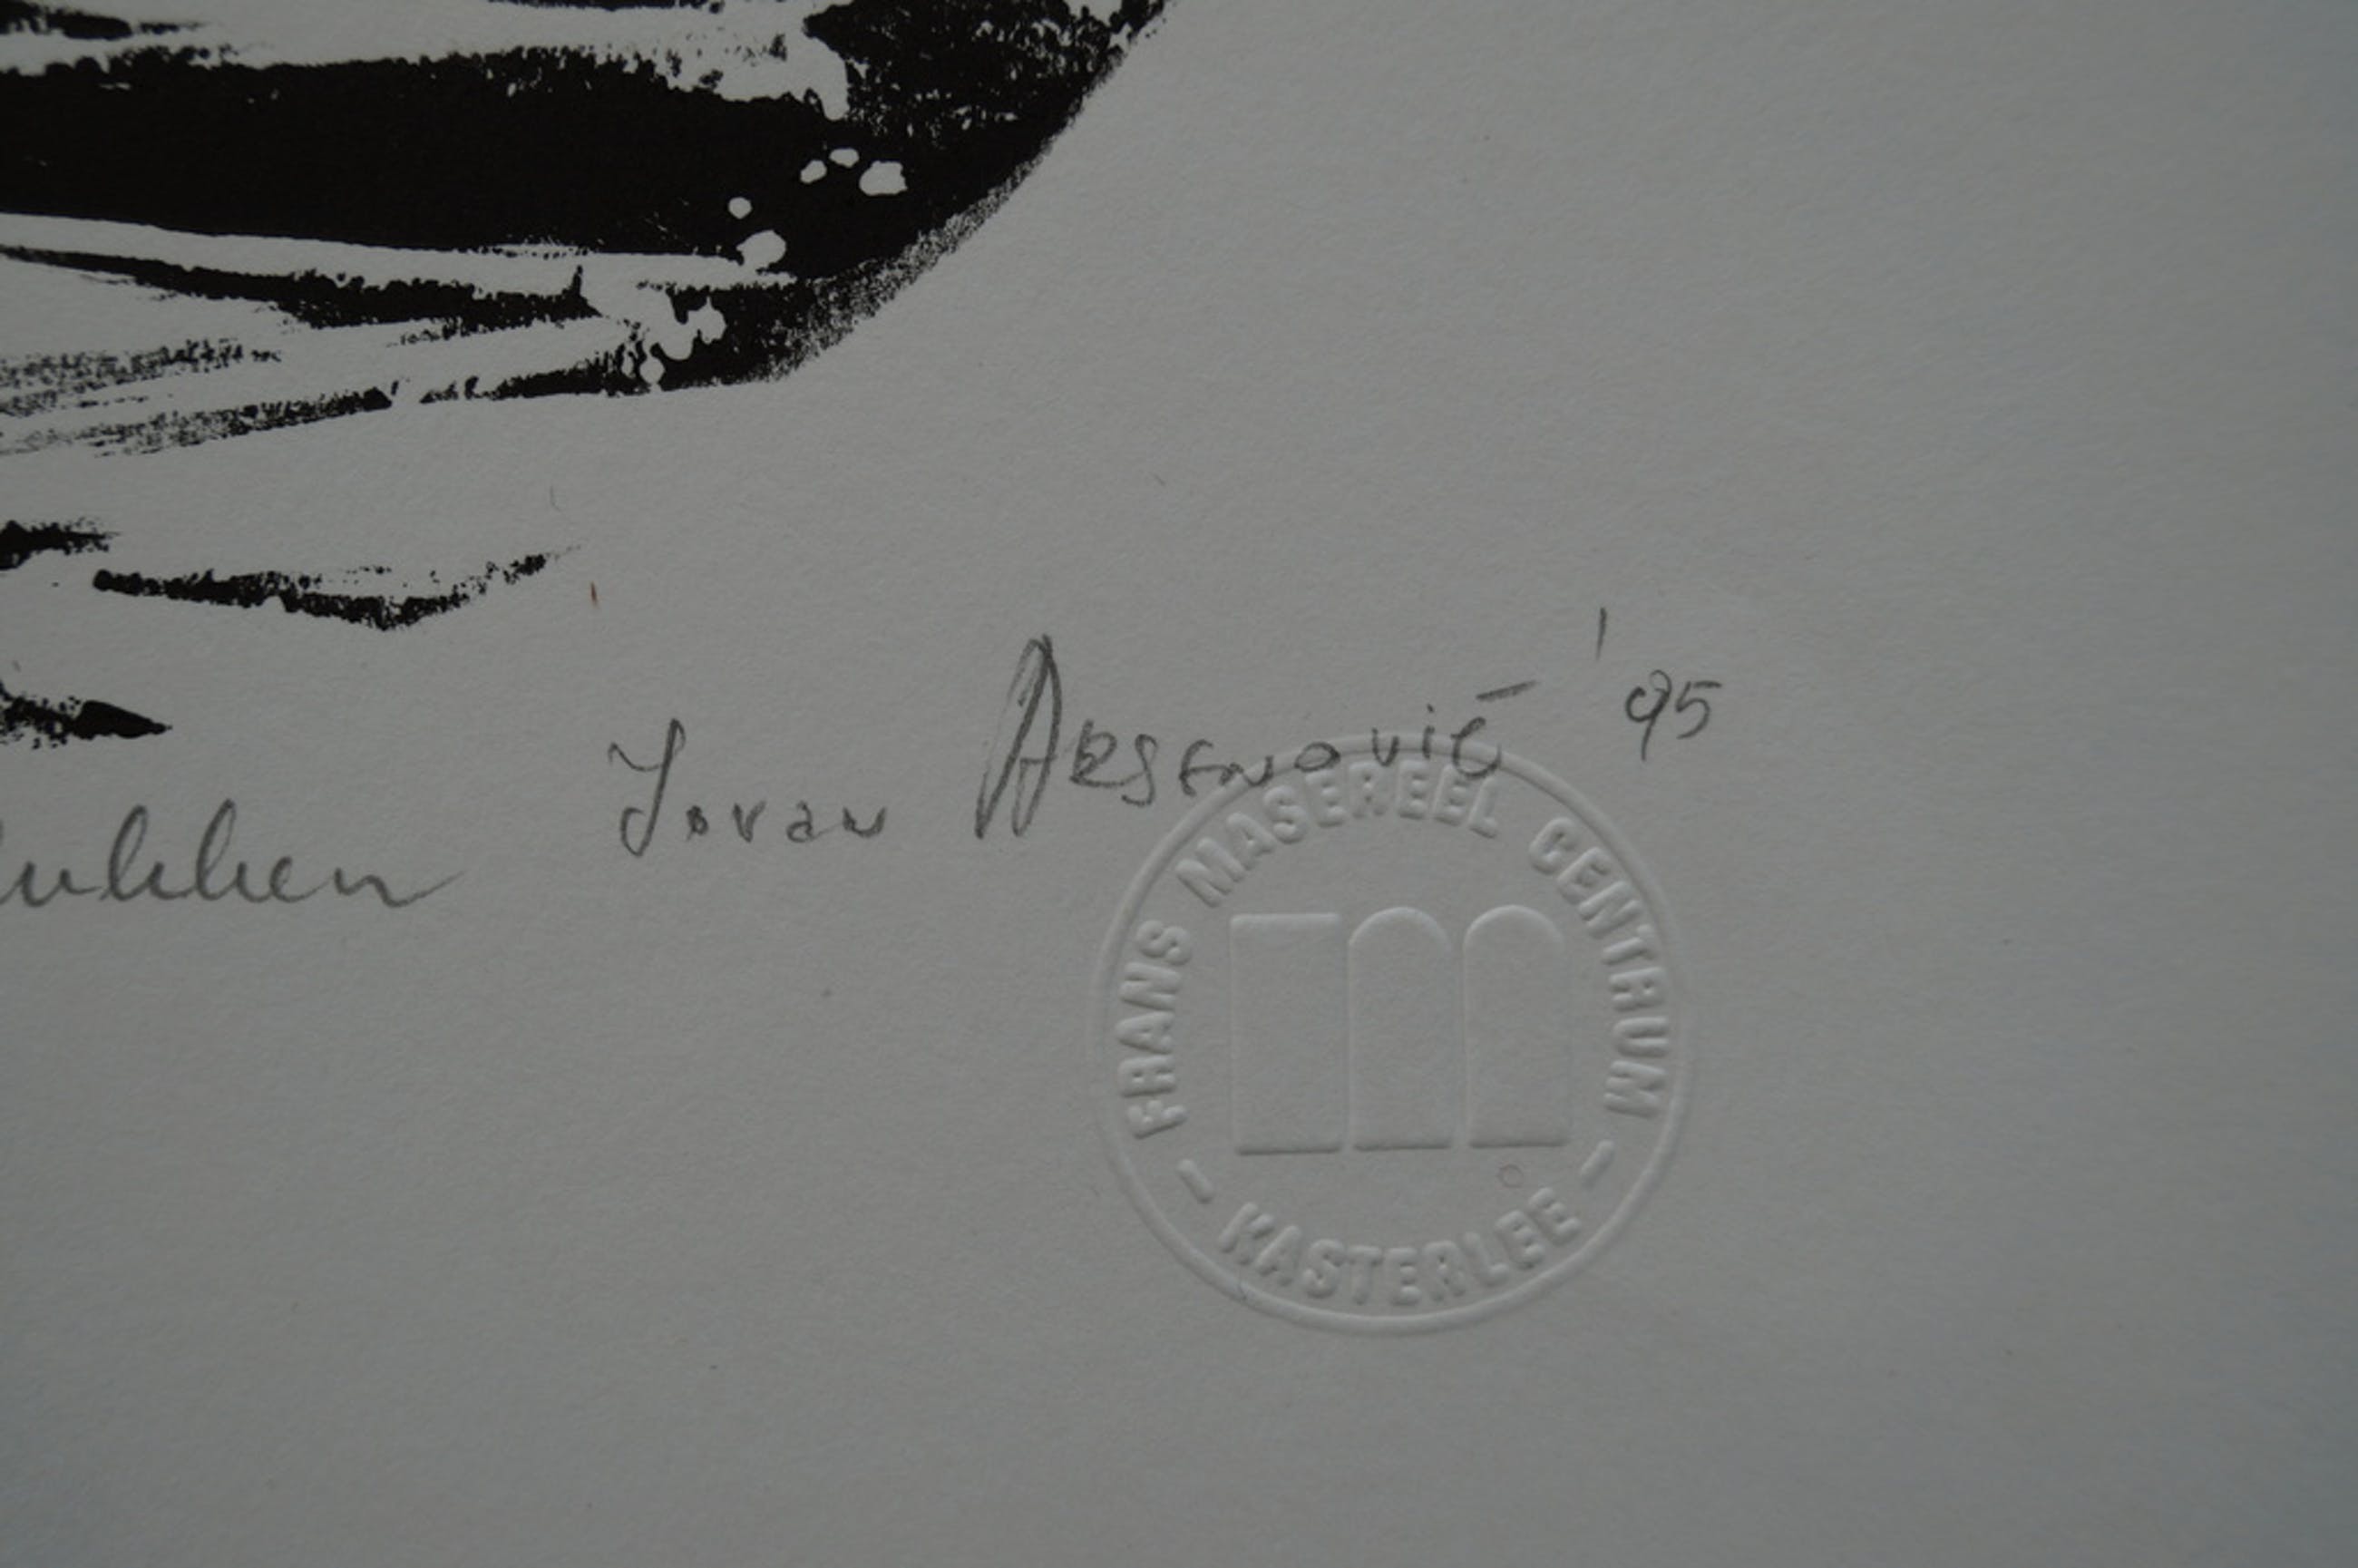 Jovan Arsenović '95
FRANS MASEREEL CENTRUM
- KASTERLEE -